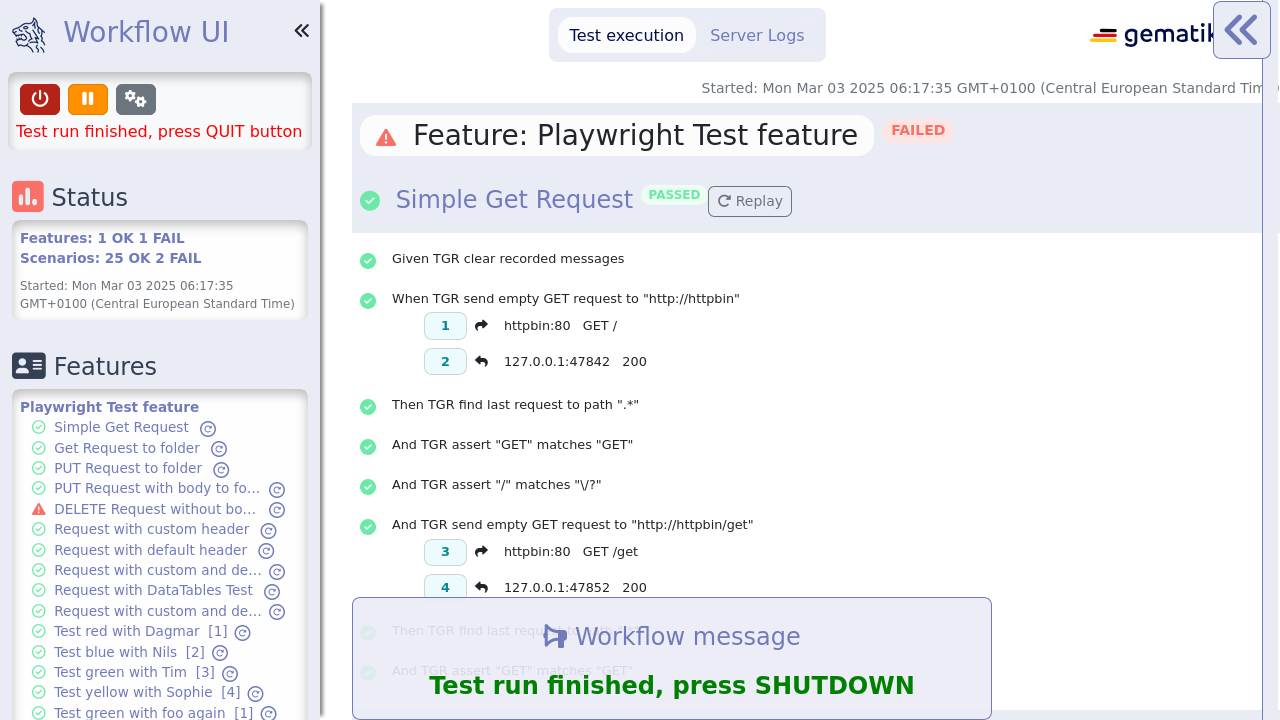 Workflow UI
Test run finished, press QUIT button
Status
Features: 1 OK 1 FAIL
Scenarios: 25 OK 2 FAIL
Started: Mon Mar 03 2025 06:17:35
GMT+0100 (Central European Standard Time)
Features
Playwright Test feature
Simple Get Request
Get Request to folder
PUT Request to folder
PUT Request with body to fo...
DELETE Request without bo...
Request with custom header
Request with default header
Request with custom and de...
Request with DataTables Test
Request with custom and de...
Test red with Dagmar [1]
Test blue with Nils [2]
Test green with Tim [3]
Test yellow with Sophie [4]
Test green with foo again [1]
Test execution Server Logs
gematik
Started: Mon Mar 03 2025 06:17:35 GMT+0100 (Central European Standard Tim
Feature: Playwright Test feature FAILED
Simple Get Request PASSED Replay
Given TGR clear recorded messages
When TGR send empty GET request to "http://httpbin"
1 httpbin:80 GET /
2 127.0.0.1:47842 200
Then TGR find last request to path ".*"
And TGR assert "GET" matches "GET"
And TGR assert "/" matches "\/?"
And TGR send empty GET request to "http://httpbin/get"
3 httpbin:80 GET /get
4 127.0.0.1:47852 200
Then TGR find last request to path
And TGR assert "GET" matches "GET"
Workflow message
Test run finished, press SHUTDOWN